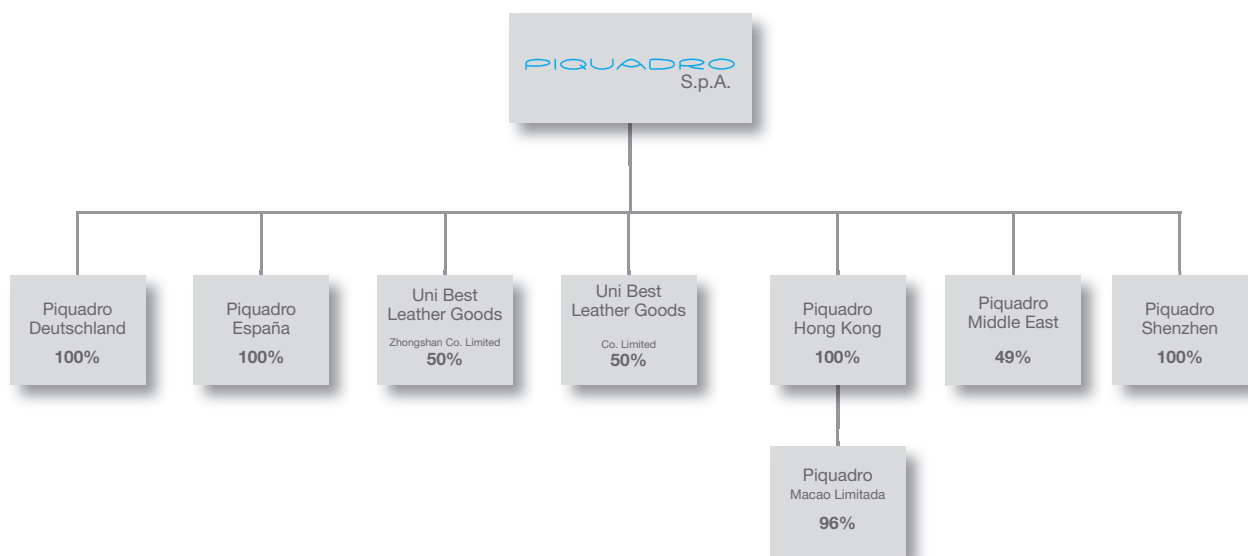 PIQUADRO
S.p.A.
Piquadro
Deutschland
100%
Piquadro
España
100%
Uni Best
Leather Goods
Zhongshan Co. Limited
50%
Uni Best
Leather Goods
Co. Limited
50%
Piquadro
Hong Kong
100%
Piquadro
Middle East
49%
Piquadro
Shenzhen
100%
Piquadro
Macao Limitada
96%